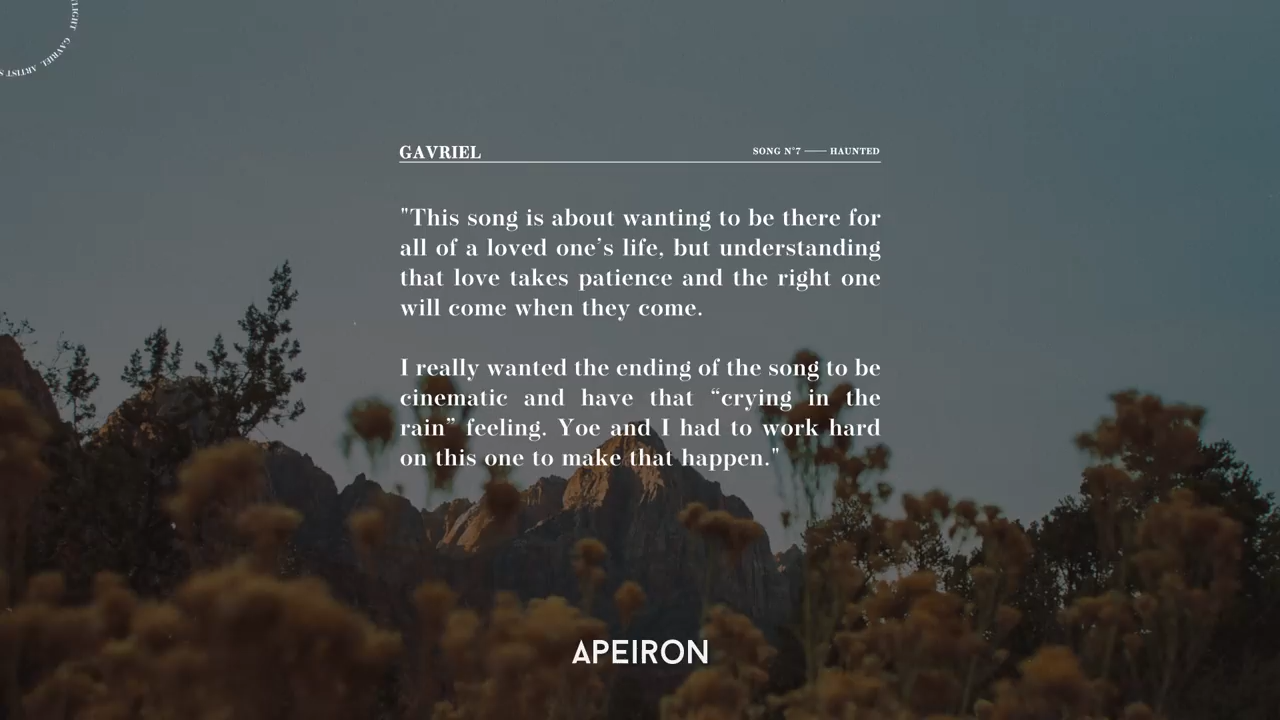 LIGHT GAVRIEL ARTIST S
GAVRIEL
SONG N°7 —— HAUNTED
"This song is about wanting to be there for
all of a loved one’s life, but understanding
that love takes patience and the right one
will come when they come.
I really wanted the ending of the song to be
cinematic and have that “crying in the
rain” feeling. Yoe and I had to work hard
on this one to make that happen."
APEIRON